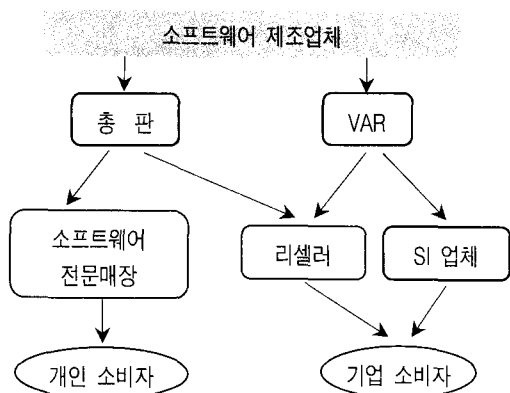 소프트웨어 제조업체
총 판
VAR
소프트웨어
전문매장
리셀러
SI 업체
개인 소비자
기업 소비자